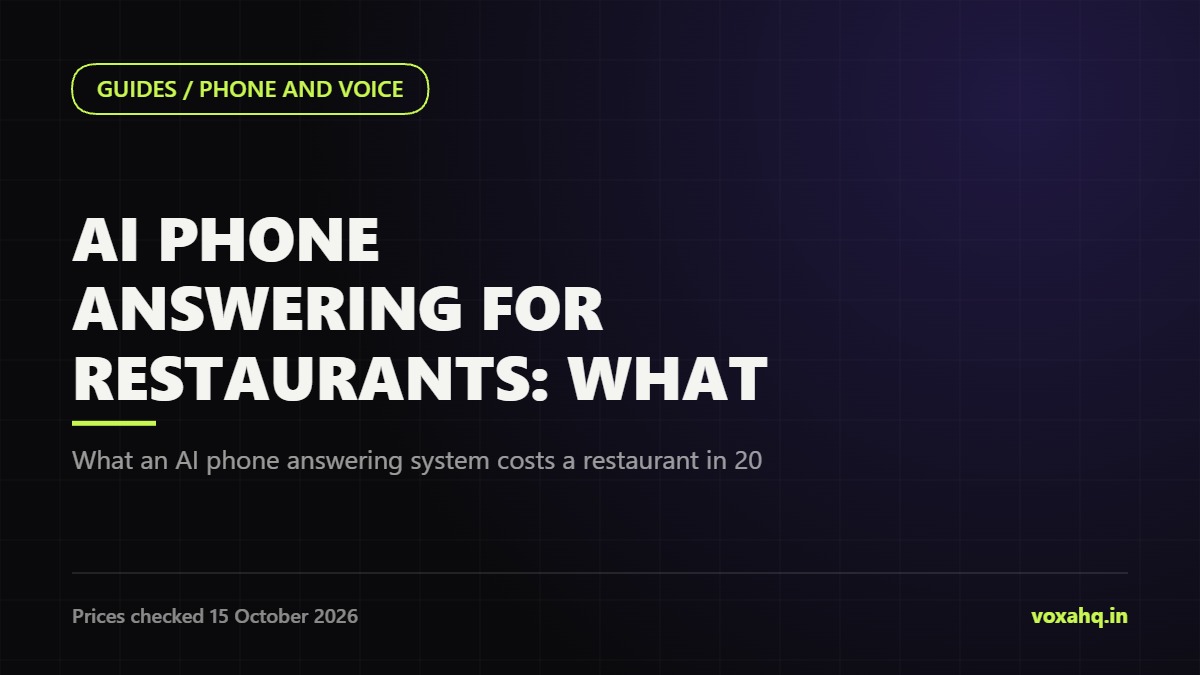 GUIDES / PHONE AND VOICE
AI PHONE
ANSWERING FOR
RESTAURANTS: WHAT
What an AI phone answering system costs a restaurant in 20
Prices checked 15 October 2026
voxahq.in